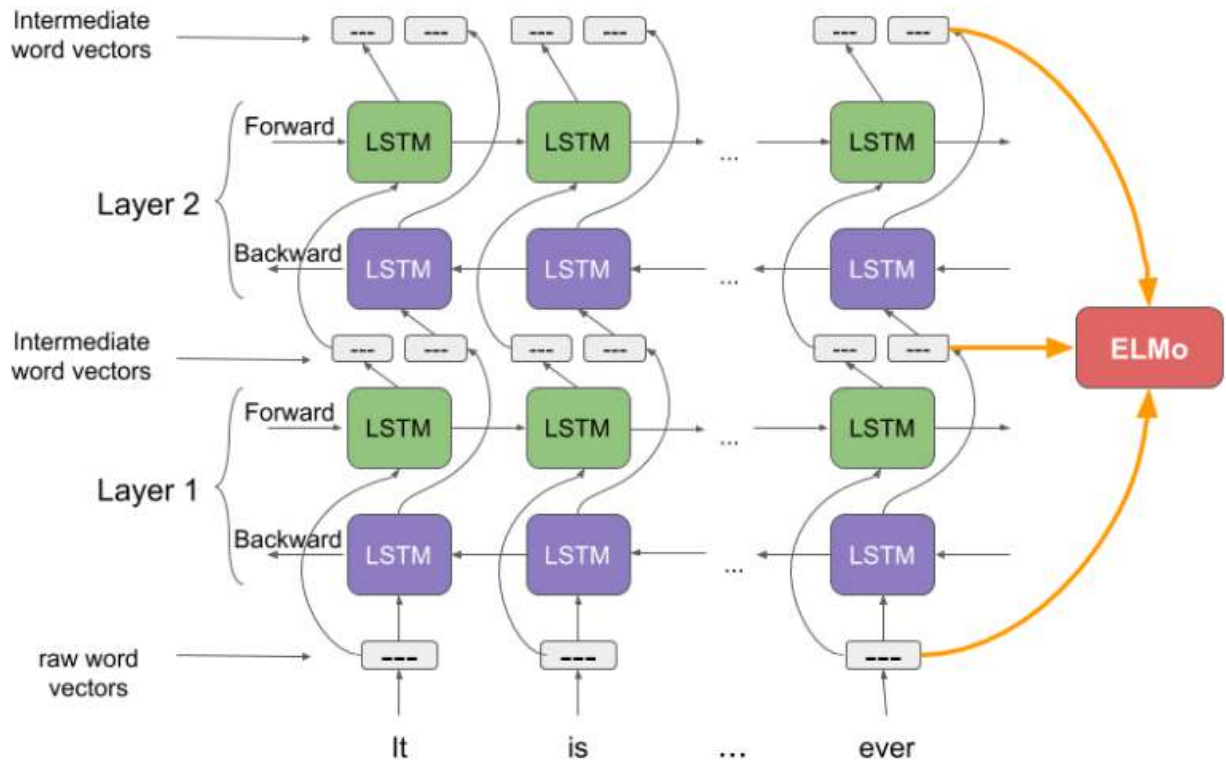 Intermediate
word vectors
--- --- --- --- --- ---
Forward
LSTM LSTM ... LSTM
Layer 2
Backward
LSTM LSTM ... LSTM
Intermediate
word vectors
--- --- --- --- --- ---
ELMo
Forward
LSTM LSTM ... LSTM
Layer 1
Backward
LSTM LSTM ... LSTM
raw word
vectors
--- --- ---
It is ... ever